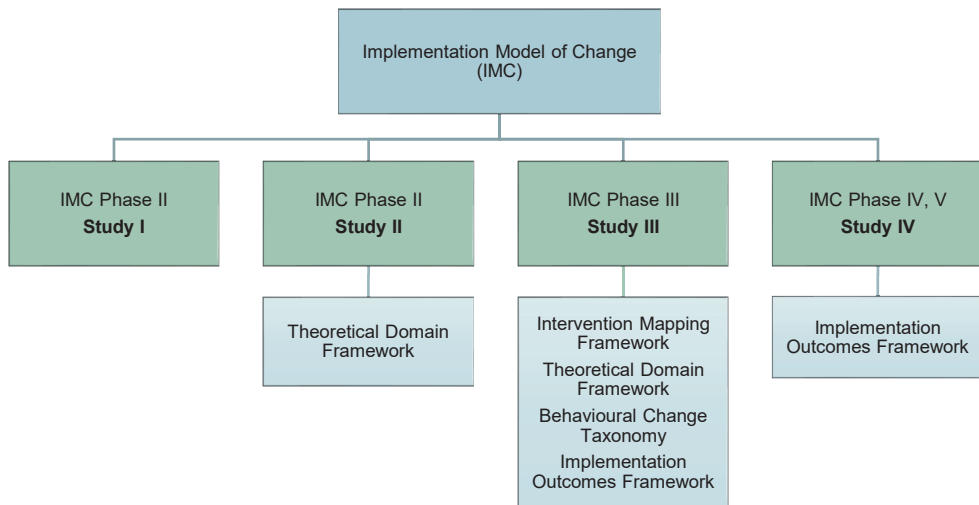 Implementation Model of Change
(IMC)
IMC Phase II
Study I
IMC Phase II
Study II
IMC Phase III
Study III
IMC Phase IV, V
Study IV
Theoretical Domain
Framework
Intervention Mapping
Framework
Theoretical Domain
Framework
Behavioural Change
Taxonomy
Implementation
Outcomes Framework
Implementation
Outcomes Framework